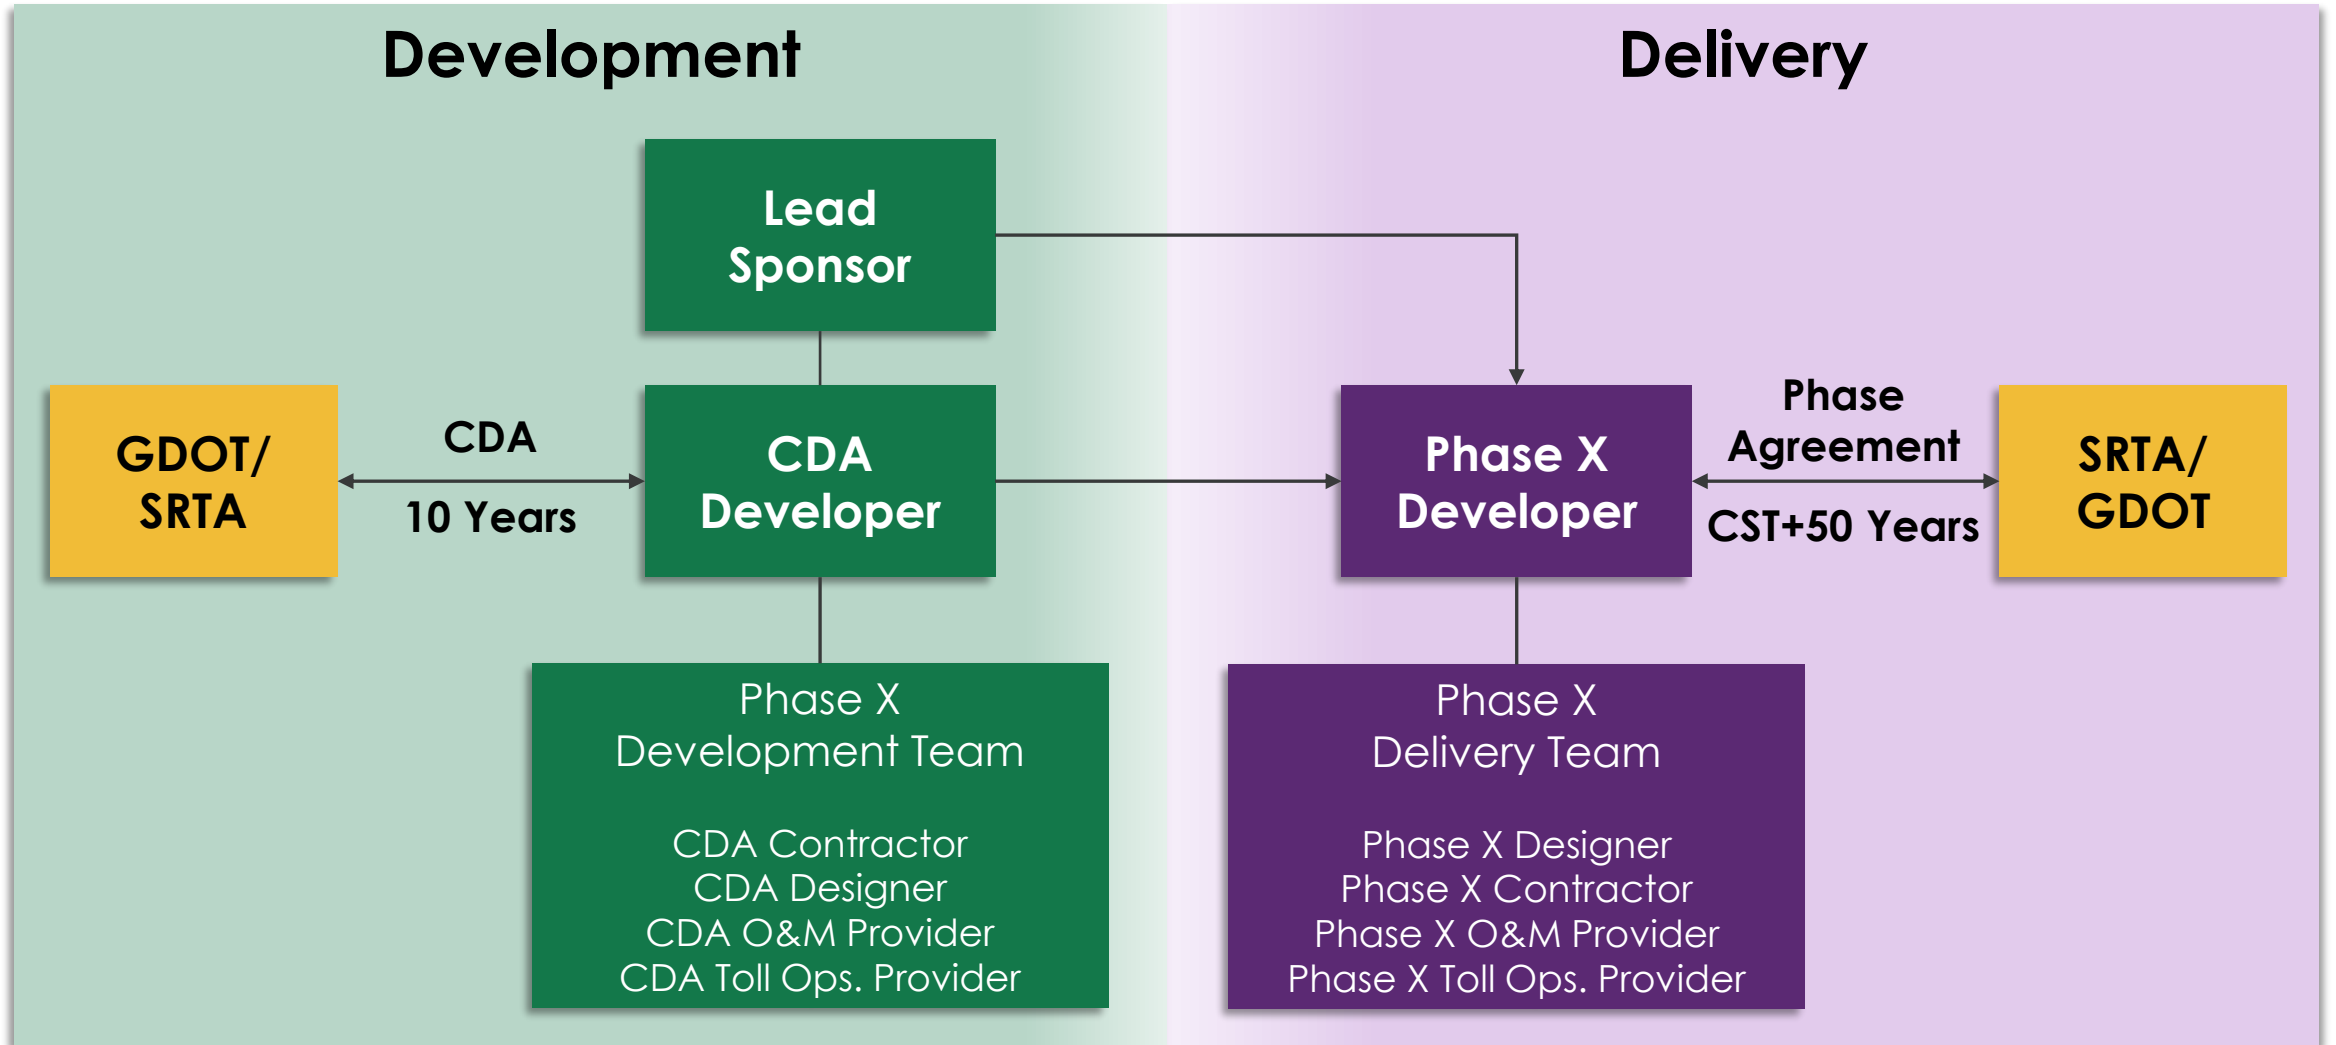 Development
Delivery
Lead
Sponsor
GDOT/
SRTA
CDA
10 Years
CDA
Developer
Phase X
Developer
Phase
Agreement
CST+50 Years
SRTA/
GDOT
Phase X
Development Team
CDA Contractor
CDA Designer
CDA O&M Provider
CDA Toll Ops. Provider
Phase X
Delivery Team
Phase X Designer
Phase X Contractor
Phase X O&M Provider
Phase X Toll Ops. Provider